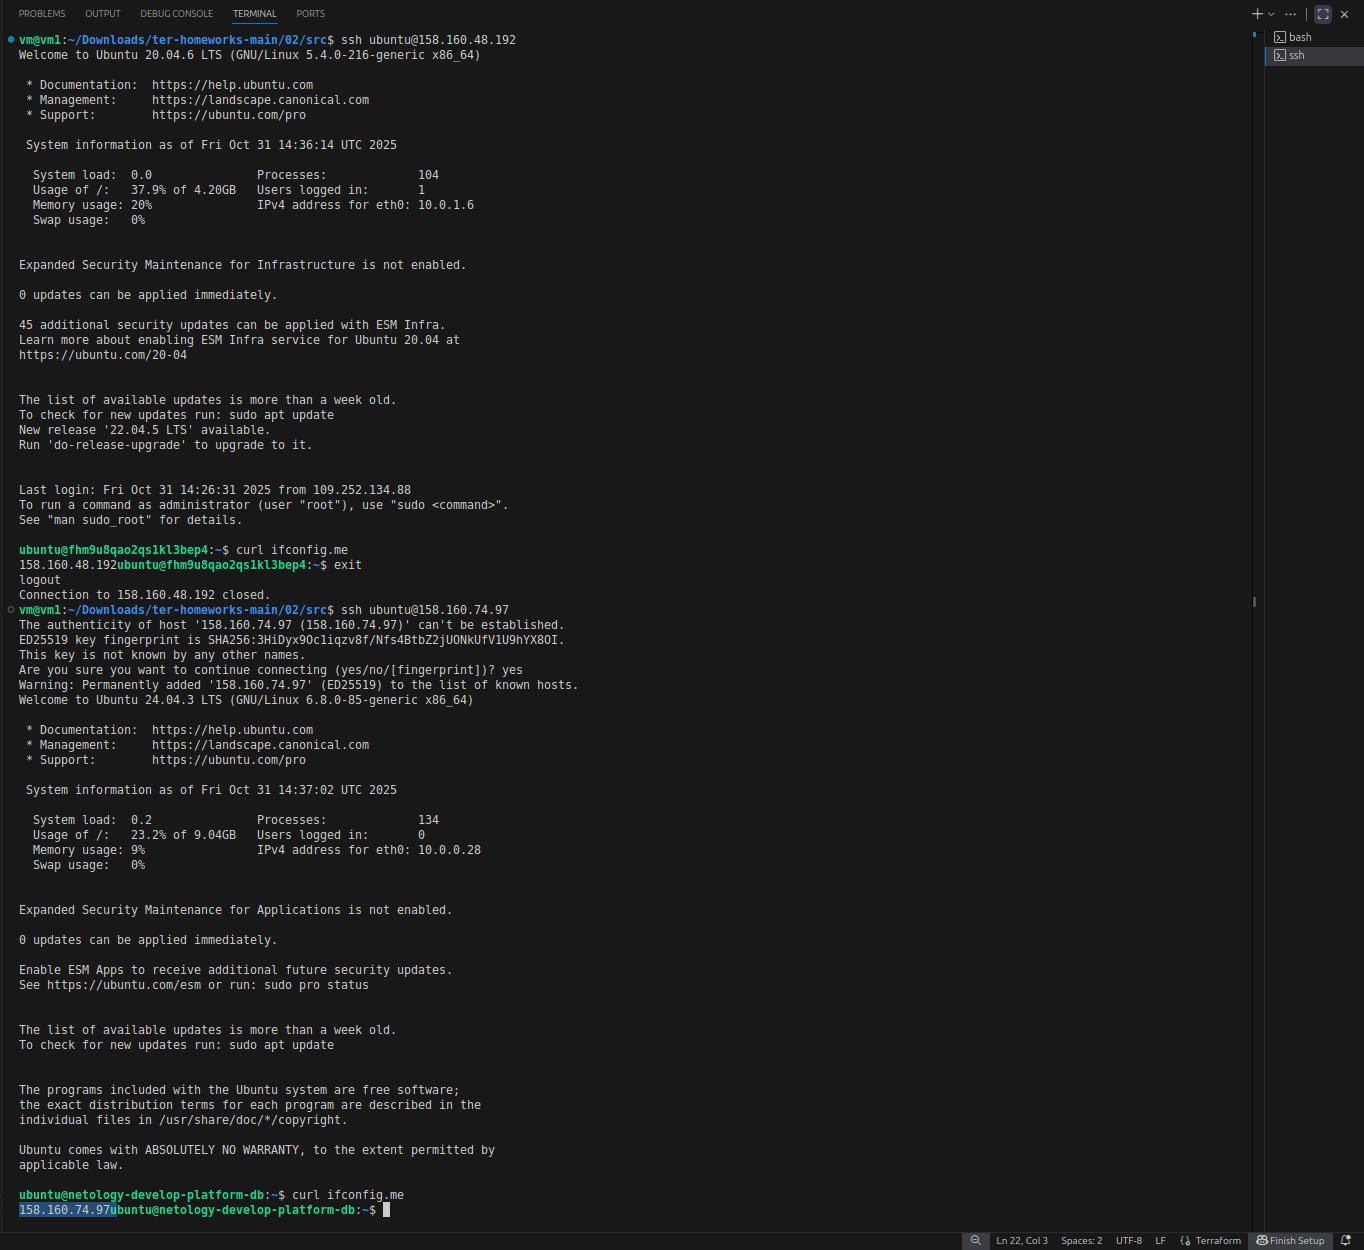 PROBLEMS OUTPUT DEBUG CONSOLE TERMINAL PORTS
bash
ssh
vm@vm1:~/Downloads/ter-homeworks-main/02/src$ ssh ubuntu@158.160.48.192
Welcome to Ubuntu 20.04.6 LTS (GNU/Linux 5.4.0-216-generic x86_64)
* Documentation:  https://help.ubuntu.com
* Management:     https://landscape.canonical.com
* Support:        https://ubuntu.com/pro
System information as of Fri Oct 31 14:36:14 UTC 2025
System load:  0.0               Processes:             104
Usage of /:   37.9% of 4.20GB   Users logged in:       1
Memory usage: 20%               IPv4 address for eth0: 10.0.1.6
Swap usage:   0%
Expanded Security Maintenance for Infrastructure is not enabled.
0 updates can be applied immediately.
45 additional security updates can be applied with ESM Infra.
Learn more about enabling ESM Infra service for Ubuntu 20.04 at
https://ubuntu.com/20-04
The list of available updates is more than a week old.
To check for new updates run: sudo apt update
New release '22.04.5 LTS' available.
Run 'do-release-upgrade' to upgrade to it.
Last login: Fri Oct 31 14:26:31 2025 from 109.252.134.88
To run a command as administrator (user "root"), use "sudo <command>".
See "man sudo_root" for details.
ubuntu@fhm9u8qao2qs1kl3bep4:~$ curl ifconfig.me
158.160.48.192ubuntu@fhm9u8qao2qs1kl3bep4:~$ exit
logout
Connection to 158.160.48.192 closed.
vm@vm1:~/Downloads/ter-homeworks-main/02/src$ ssh ubuntu@158.160.74.97
The authenticity of host '158.160.74.97 (158.160.74.97)' can't be established.
ED25519 key fingerprint is SHA256:3HiDyx9Oc1iqzv8f/Nfs4BtbZ2jUONkUfV1U9hYX8OI.
This key is not known by any other names.
Are you sure you want to continue connecting (yes/no/[fingerprint])? yes
Warning: Permanently added '158.160.74.97' (ED25519) to the list of known hosts.
Welcome to Ubuntu 24.04.3 LTS (GNU/Linux 6.8.0-85-generic x86_64)
* Documentation:  https://help.ubuntu.com
* Management:     https://landscape.canonical.com
* Support:        https://ubuntu.com/pro
System information as of Fri Oct 31 14:37:02 UTC 2025
System load:  0.2               Processes:             134
Usage of /:   23.2% of 9.04GB   Users logged in:       0
Memory usage: 9%                IPv4 address for eth0: 10.0.0.28
Swap usage:   0%
Expanded Security Maintenance for Applications is not enabled.
0 updates can be applied immediately.
Enable ESM Apps to receive additional future security updates.
See https://ubuntu.com/esm or run: sudo pro status
The list of available updates is more than a week old.
To check for new updates run: sudo apt update
The programs included with the Ubuntu system are free software;
the exact distribution terms for each program are described in the
individual files in /usr/share/doc/*/copyright.
Ubuntu comes with ABSOLUTELY NO WARRANTY, to the extent permitted by
applicable law.
ubuntu@netology-develop-platform-db:~$ curl ifconfig.me
158.160.74.97ubuntu@netology-develop-platform-db:~$
Ln 22, Col 3 Spaces: 2 UTF-8 LF Terraform Finish Setup